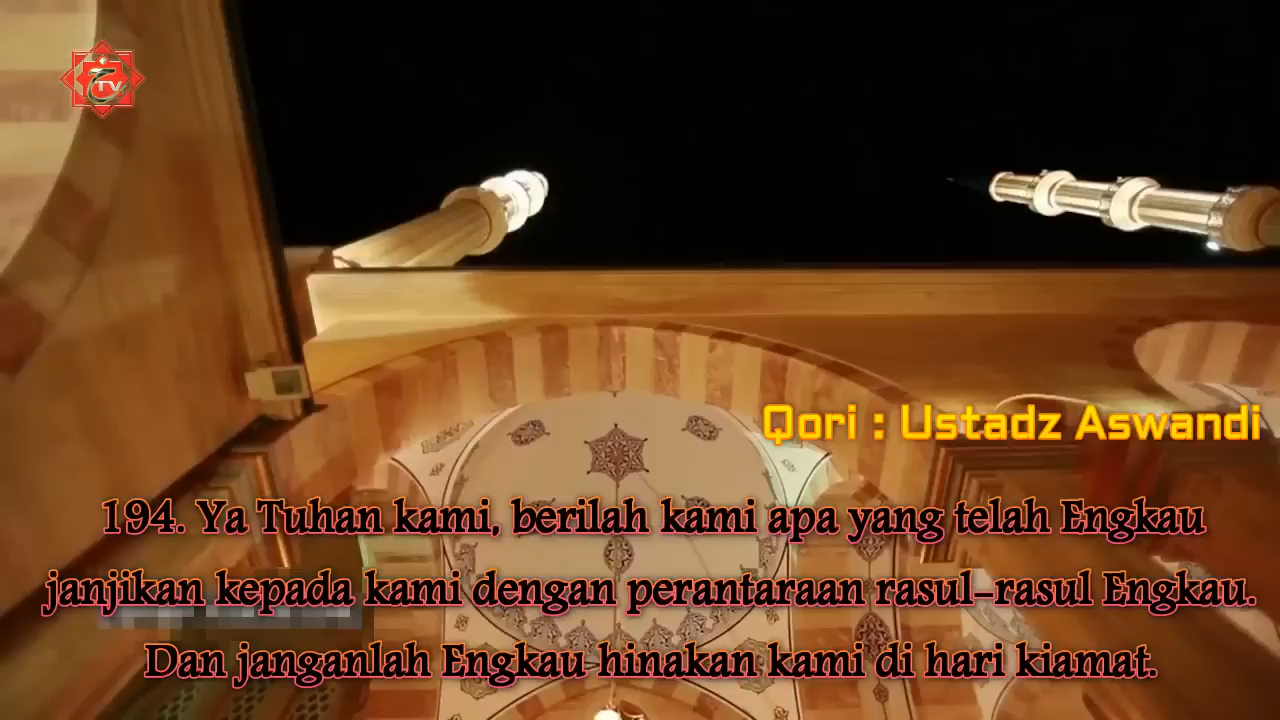 TV
Qori : Ustadz Aswandi
194. Ya Tuhan kami, berilah kami apa yang telah Engkau
janjikan kepada kami dengan perantaraan rasul-rasul Engkau.
Dan janganlah Engkau hinakan kami di hari kiamat.